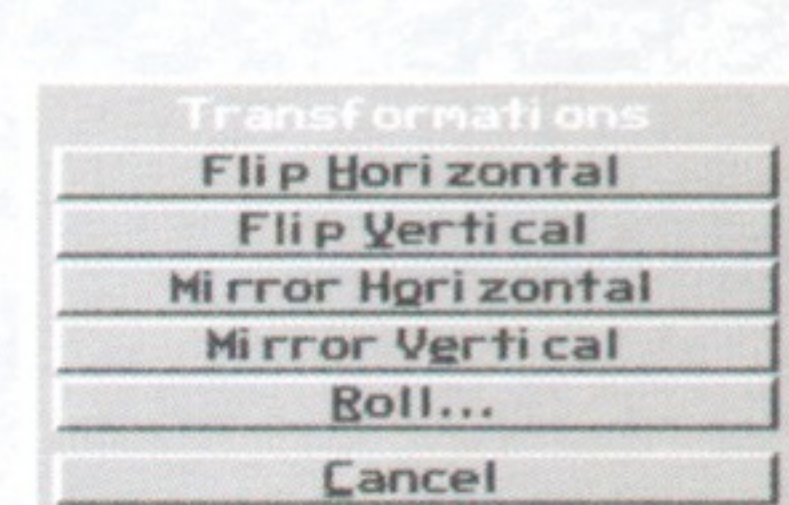 Transformations
Flip Horizontal
Flip Vertical
Mirror Horizontal
Mirror Vertical
Roll...
Cancel